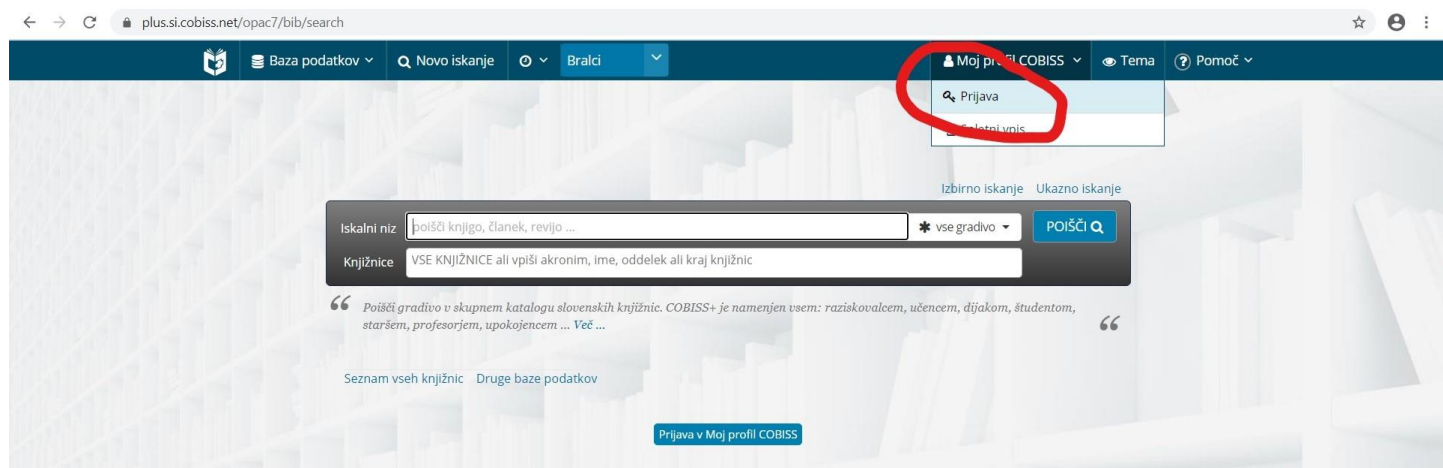 plus.si.cobiss.net/opac7/bib/search
Baza podatkov Novo iskanje Bralci Moj profil COBISS Tema Pomoč
Prijava
Spletni vpis
Izbirno iskanje Ukazno iskanje
Iskalni niz poišči knjigo, članek, revijo ... vse gradivo POIŠČI
Knjižnice VSE KNJIŽNICE ali vpiši akronim, ime, oddelek ali kraj knjižnic
Poišči gradivo v skupnem katalogu slovenskih knjižnic. COBISS+ je namenjen vsem: raziskovalcem, učencem, dijakom, študentom,
staršem, profesorjem, upokojencem ... Več ...
Seznam vseh knjižnic Druge baze podatkov
Prijava v Moj profil COBISS